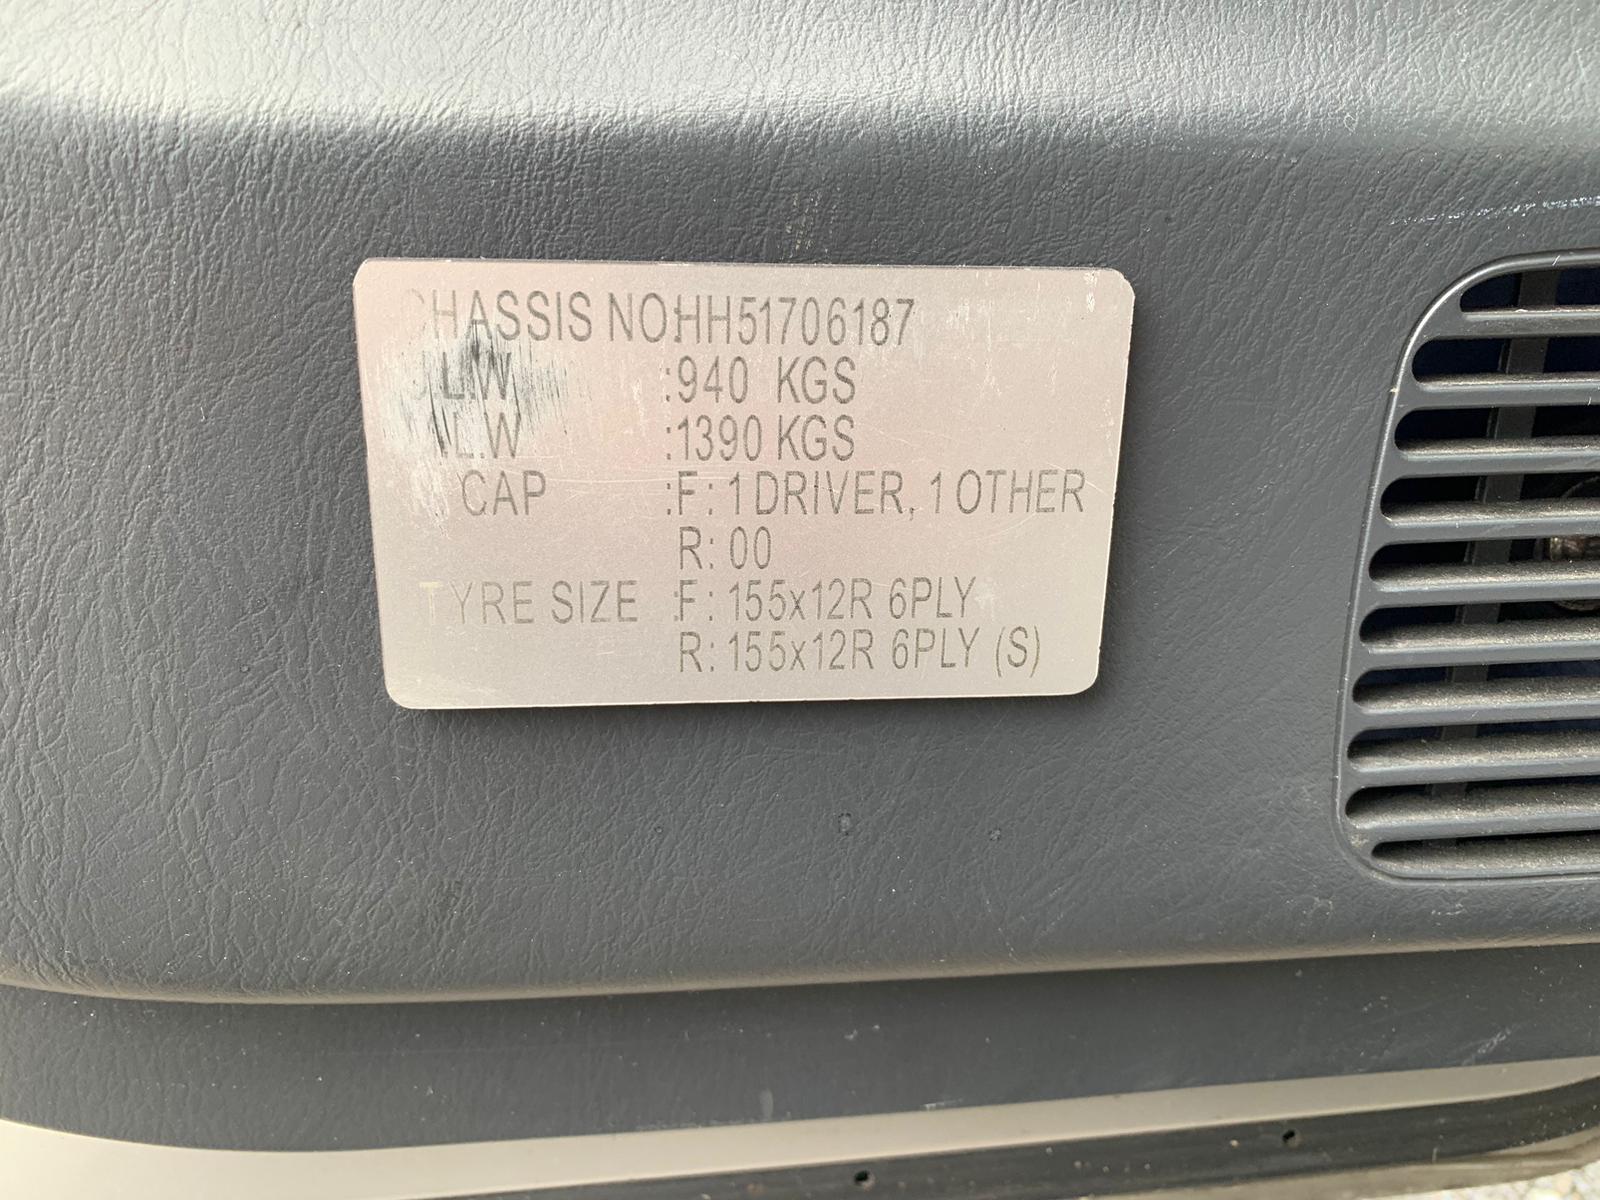 CHASSIS NO:HH51706187
.L.W :940 KGS
.L.W :1390 KGS
CAP :F: 1 DRIVER, 1 OTHER
R: 00
TYRE SIZE :F: 155x12R 6PLY
R: 155x12R 6PLY (S)